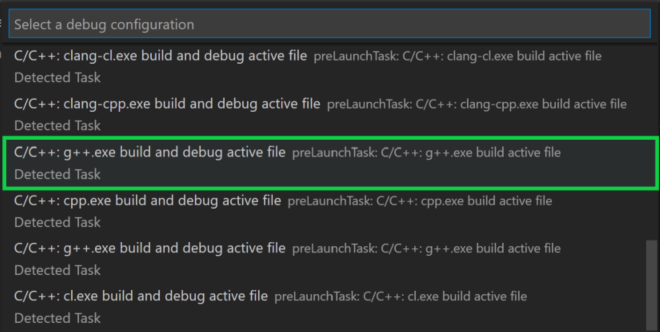 Select a debug configuration
C/C++: clang-cl.exe build and debug active file preLaunchTask: C/C++: clang-cl.exe build active file
Detected Task
C/C++: clang-cpp.exe build and debug active file preLaunchTask: C/C++: clang-cpp.exe build active file
Detected Task
C/C++: g++.exe build and debug active file preLaunchTask: C/C++: g++.exe build active file
Detected Task
C/C++: cpp.exe build and debug active file preLaunchTask: C/C++: cpp.exe build active file
Detected Task
C/C++: g++.exe build and debug active file preLaunchTask: C/C++: g++.exe build active file
Detected Task
C/C++: cl.exe build and debug active file preLaunchTask: C/C++: cl.exe build active file
Detected Task